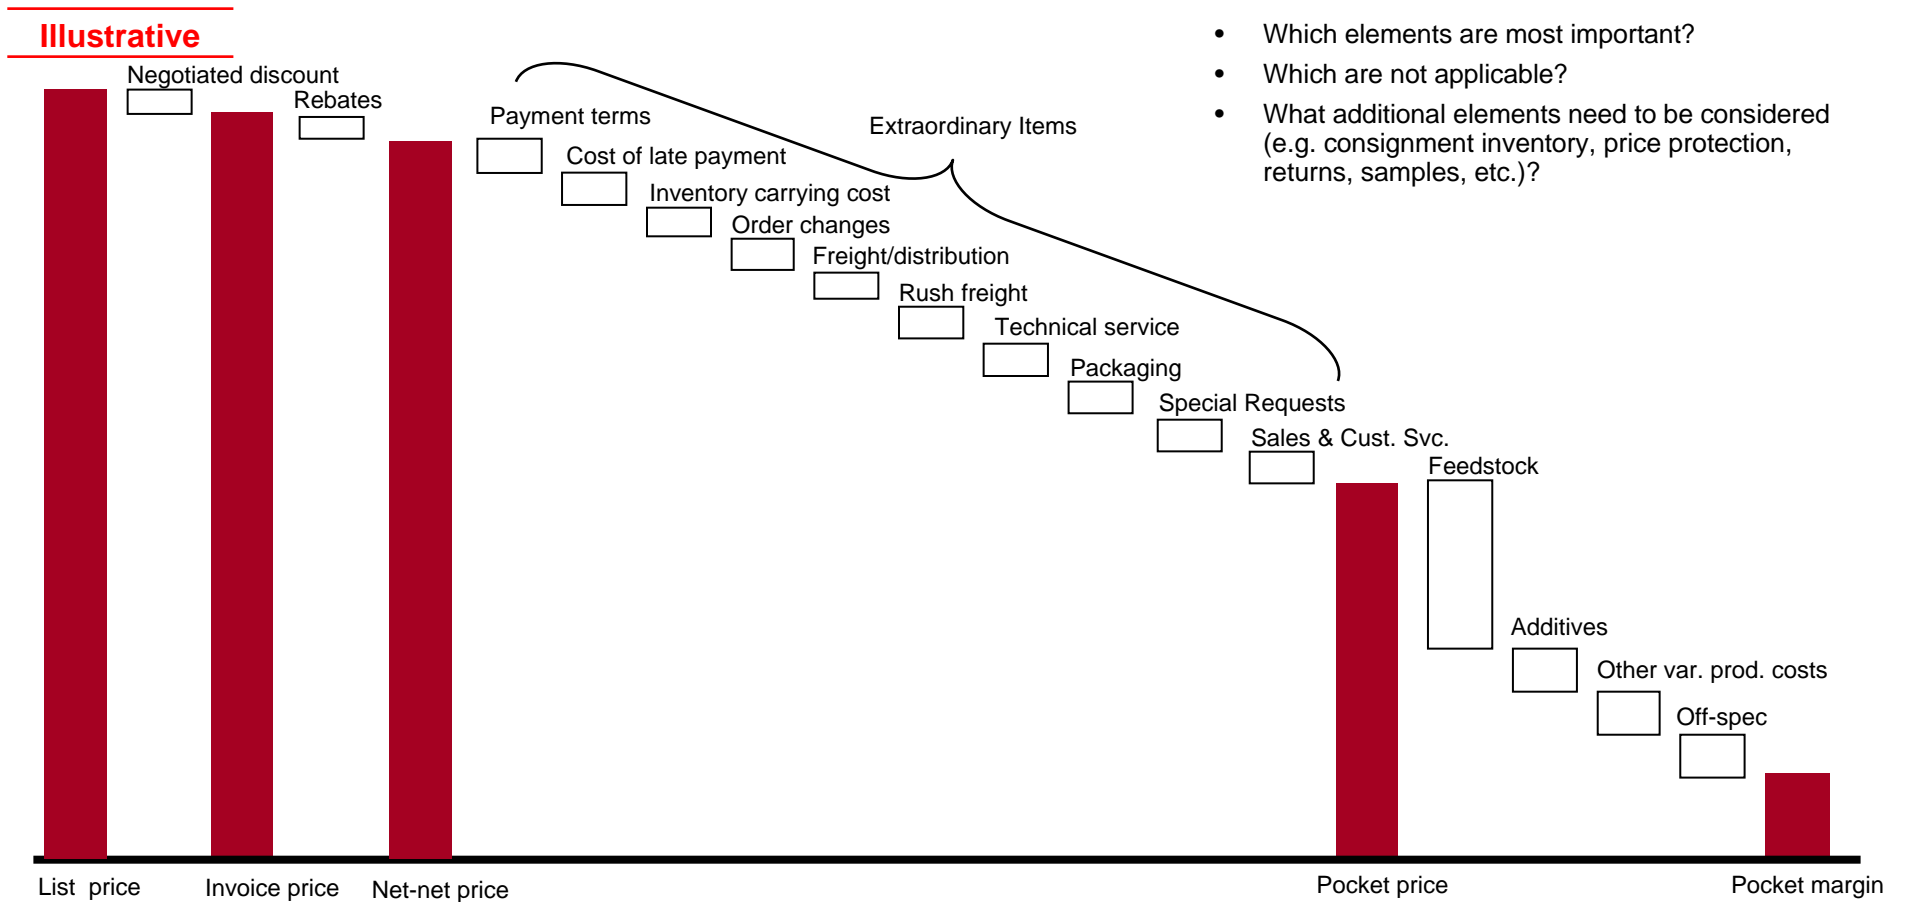 Illustrative
• Which elements are most important?
• Which are not applicable?
• What additional elements need to be considered
(e.g. consignment inventory, price protection,
returns, samples, etc.)?
Negotiated discount
Rebates
Payment terms
Extraordinary Items
Cost of late payment
Inventory carrying cost
Order changes
Freight/distribution
Rush freight
Technical service
Packaging
Special Requests
Sales & Cust. Svc.
Feedstock
Additives
Other var. prod. costs
Off-spec
List price
Invoice price
Net-net price
Pocket price
Pocket margin